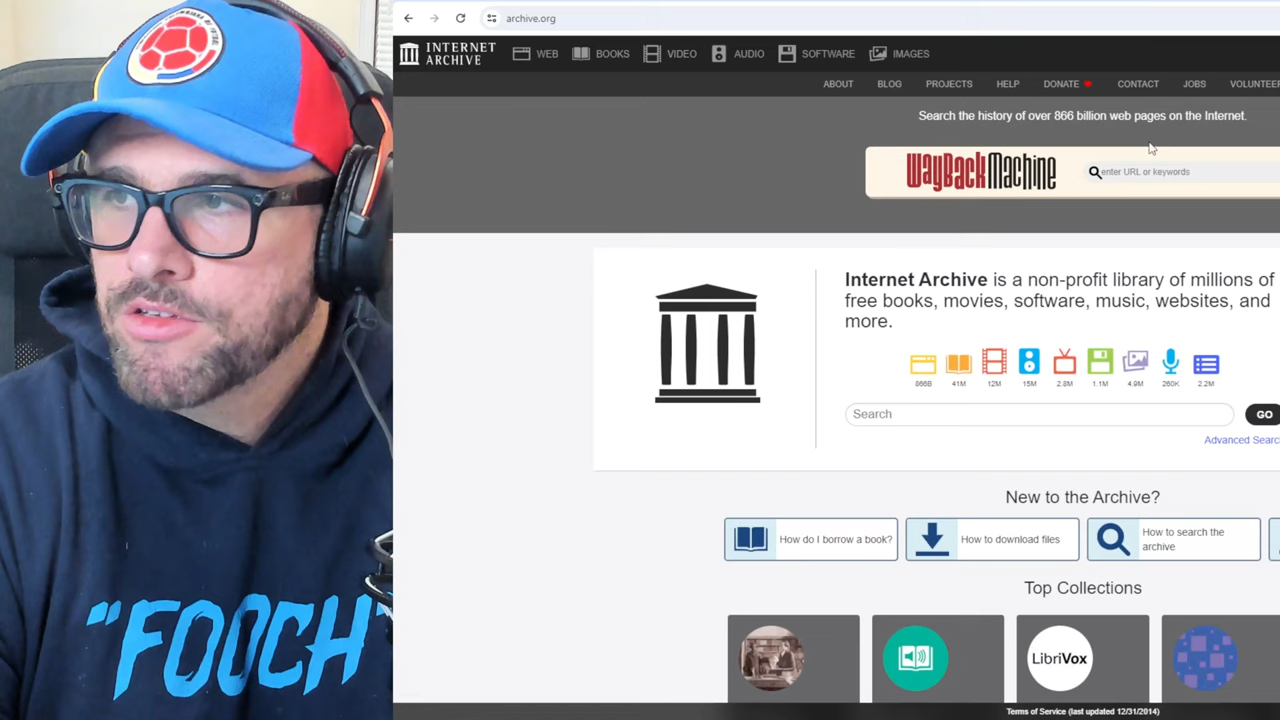 archive.org
INTERNET ARCHIVE
WEB
BOOKS
VIDEO
AUDIO
SOFTWARE
IMAGES
ABOUT
BLOG
PROJECTS
HELP
DONATE
CONTACT
JOBS
VOLUNTEER
Search the history of over 866 billion web pages on the Internet.
WayBackMachine
enter URL or keywords
Internet Archive is a non-profit library of millions of
free books, movies, software, music, websites, and
more.
866B
41M
12M
15M
2.8M
1.1M
4.9M
260K
2.2M
Search
GO
Advanced Searc
New to the Archive?
How do I borrow a book?
How to download files
How to search the
archive
Top Collections
LibriVox
Terms of Service (last updated 12/31/2014)
"FOOCH"